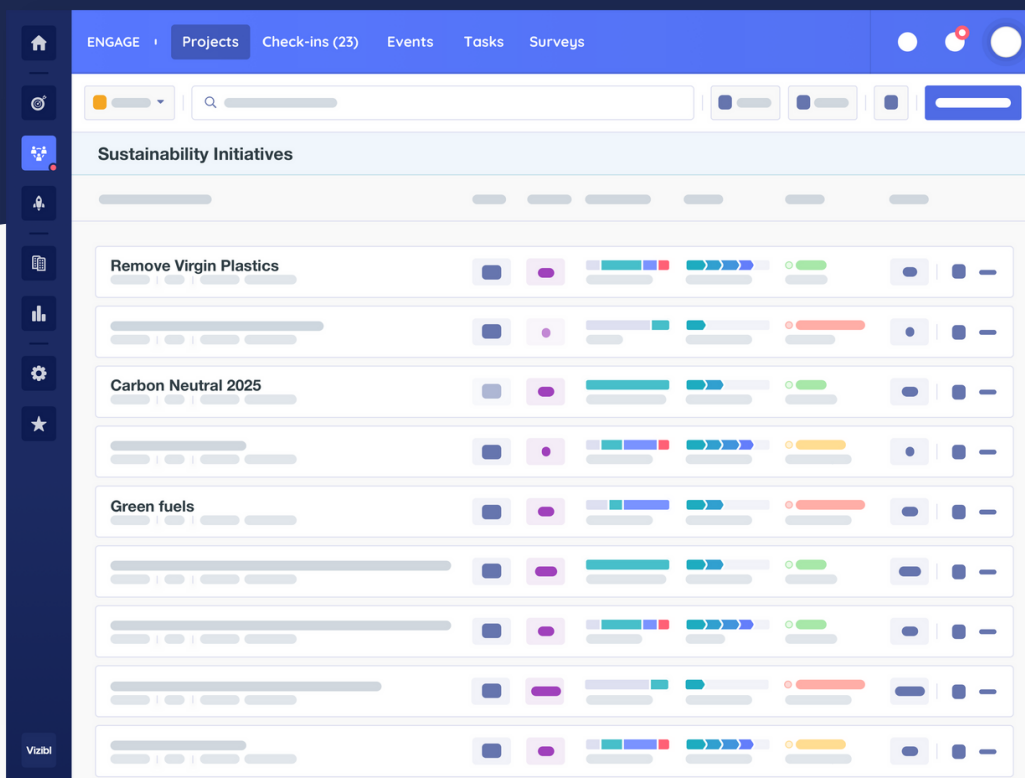 ENGAGE Projects Check-ins (23) Events Tasks Surveys
Sustainability Initiatives
Remove Virgin Plastics
Carbon Neutral 2025
Green fuels
Vizibl